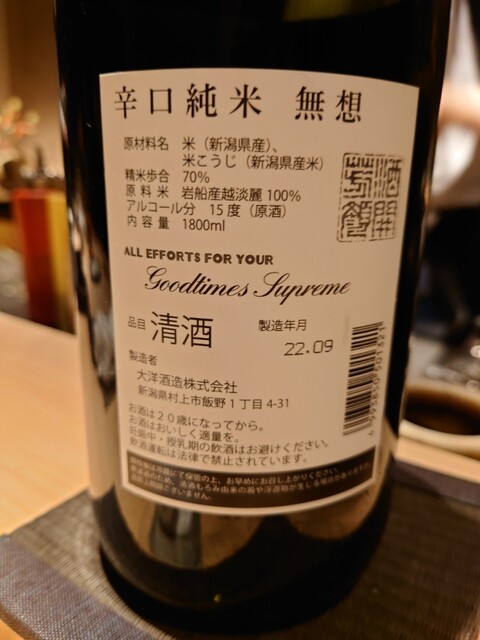 辛口純米 無想
原材料名 米（新潟県産）、
米こうじ（新潟県産米）
精米歩合 70%
原料米 岩船産越淡麗100%
アルコール分 15度（原酒）
内容量 1800ml
ALL EFFORTS FOR YOUR
Goodtimes Supreme
品目 清酒 製造年月
22.09
製造者
大洋酒造株式会社
新潟県村上市飯野1丁目4-31
お酒は20歳になってから。
お酒はおいしく適量を。
妊娠中・授乳期の飲酒はお避けください。
飲酒運転は法律で禁止されています。